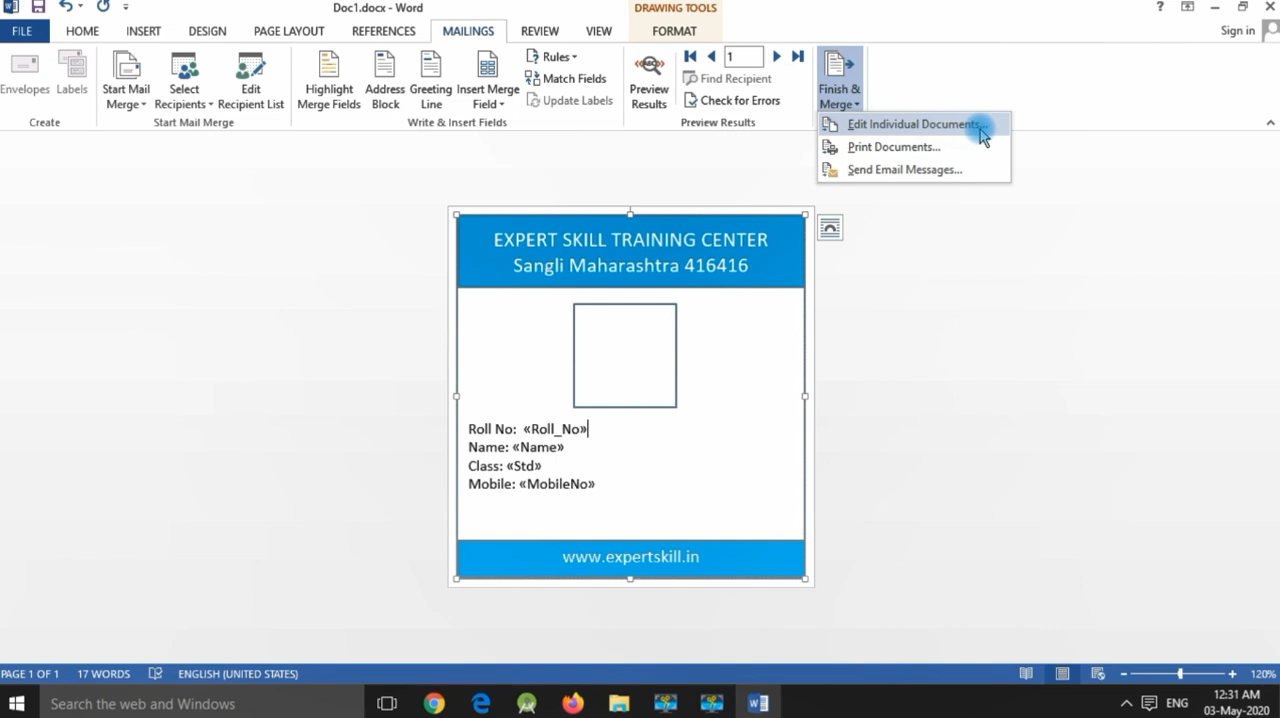 Doc1.docx - Word
DRAWING TOOLS
Sign in
FILE
HOME
INSERT
DESIGN
PAGE LAYOUT
REFERENCES
MAILINGS
REVIEW
VIEW
FORMAT
Envelopes
Labels
Create
Start Mail
Merge
Select
Recipients
Edit
Recipient List
Start Mail Merge
Highlight
Merge Fields
Address
Block
Greeting
Line
Insert Merge
Field
Rules
Match Fields
Update Labels
Write & Insert Fields
Preview
Results
ABC
1
Find Recipient
Check for Errors
Preview Results
Finish &
Merge
Edit Individual Documents...
Print Documents...
Send Email Messages...
EXPERT SKILL TRAINING CENTER
Sangli Maharashtra 416416
Roll No: «Roll_No»
Name: «Name»
Class: «Std»
Mobile: «MobileNo»
www.expertskill.in
PAGE 1 OF 1
17 WORDS
ENGLISH (UNITED STATES)
120%
Search the web and Windows
ENG
12:31 AM
03-May-2020